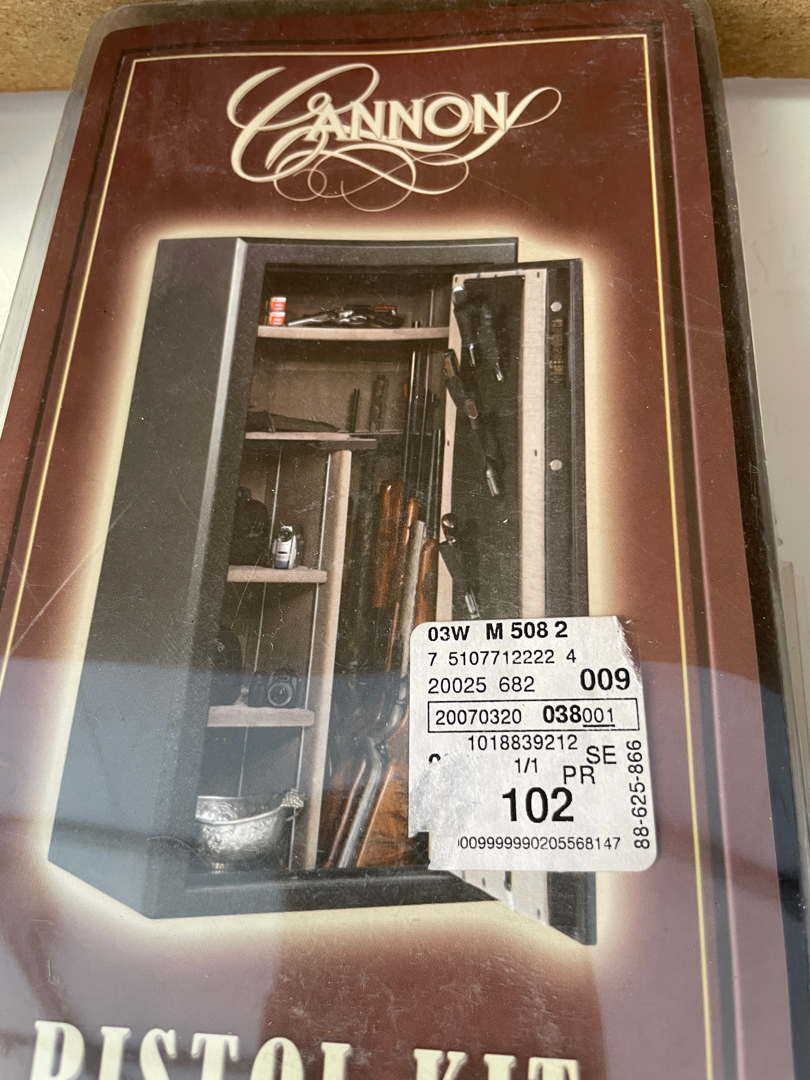 CANNON
03W M 508 2
7 5107712222 4
20025 682 009
20070320 038001
1018839212 SE
1/1 PR
102
009999990205568147
88-625-866
PISTOL KIT